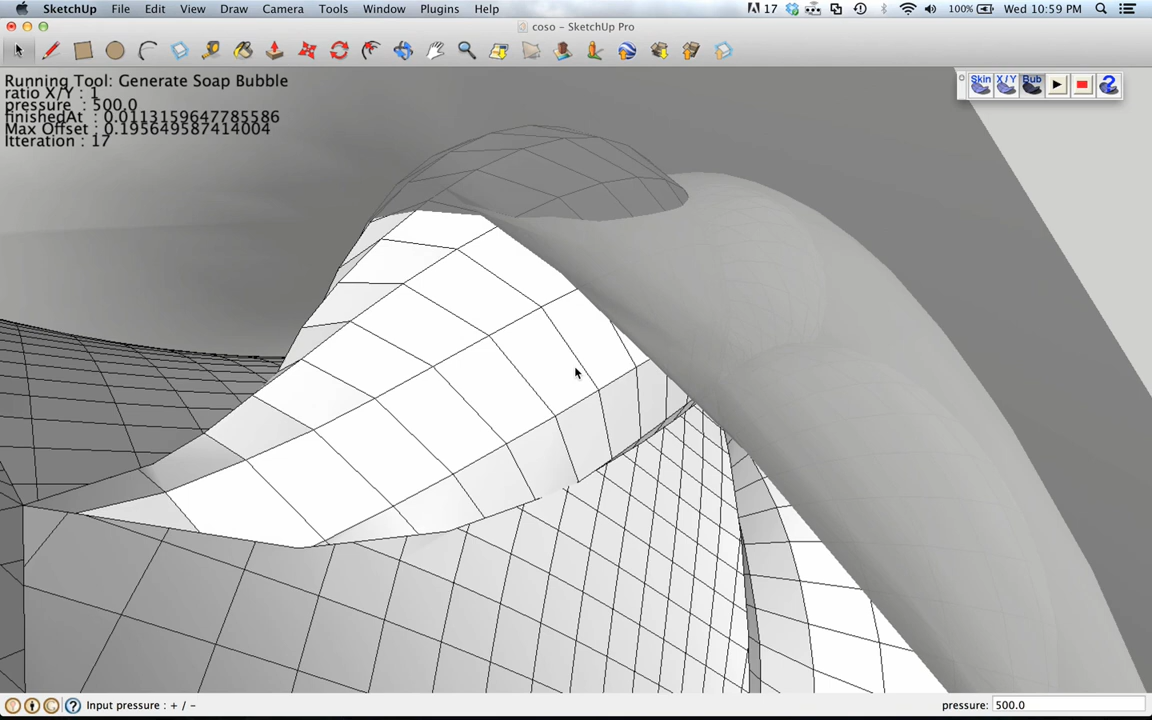 SketchUp File Edit View Draw Camera Tools Window Plugins Help 17 100% Wed 10:59 PM
coso – SketchUp Pro
Skin X/Y Bub
Running Tool: Generate Soap Bubble
ratio X/Y : 1
pressure : 500.0
finishedAt : 0.0113159647785586
Max Offset : 0.195649587414004
Itteration : 17
Input pressure : + / – pressure: 500.0